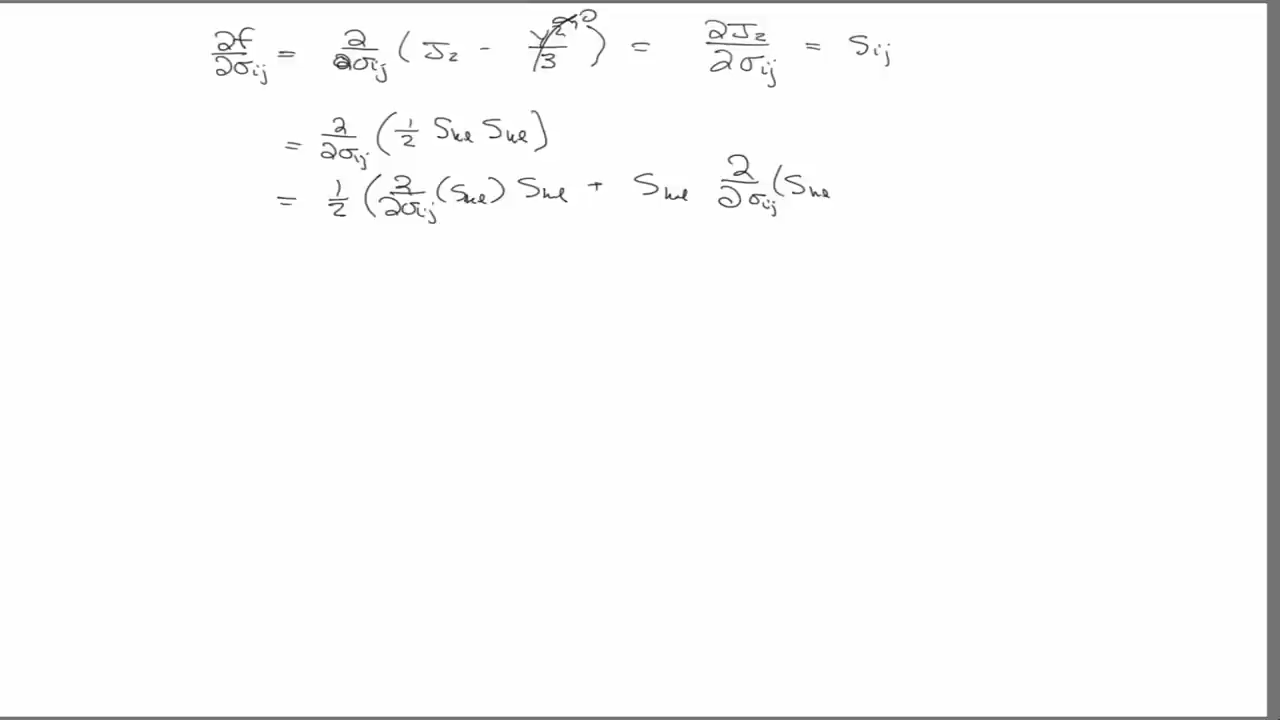 ∂f/∂σij = ∂/∂σij ( J2 - Y²/3 ) = ∂J2/∂σij = Sij
= ∂/∂σij ( 1/2 Skl Skl )
= 1/2 ( ∂/∂σij (Skl) Skl + Skl ∂/∂σij (Skl